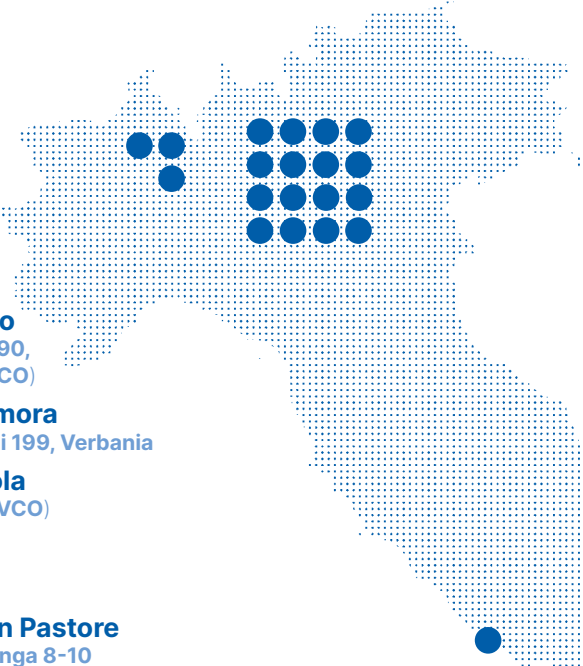 o
90,
CO)
mora
i 199, Verbania
ola
VCO)
n Pastore
nga 8-10